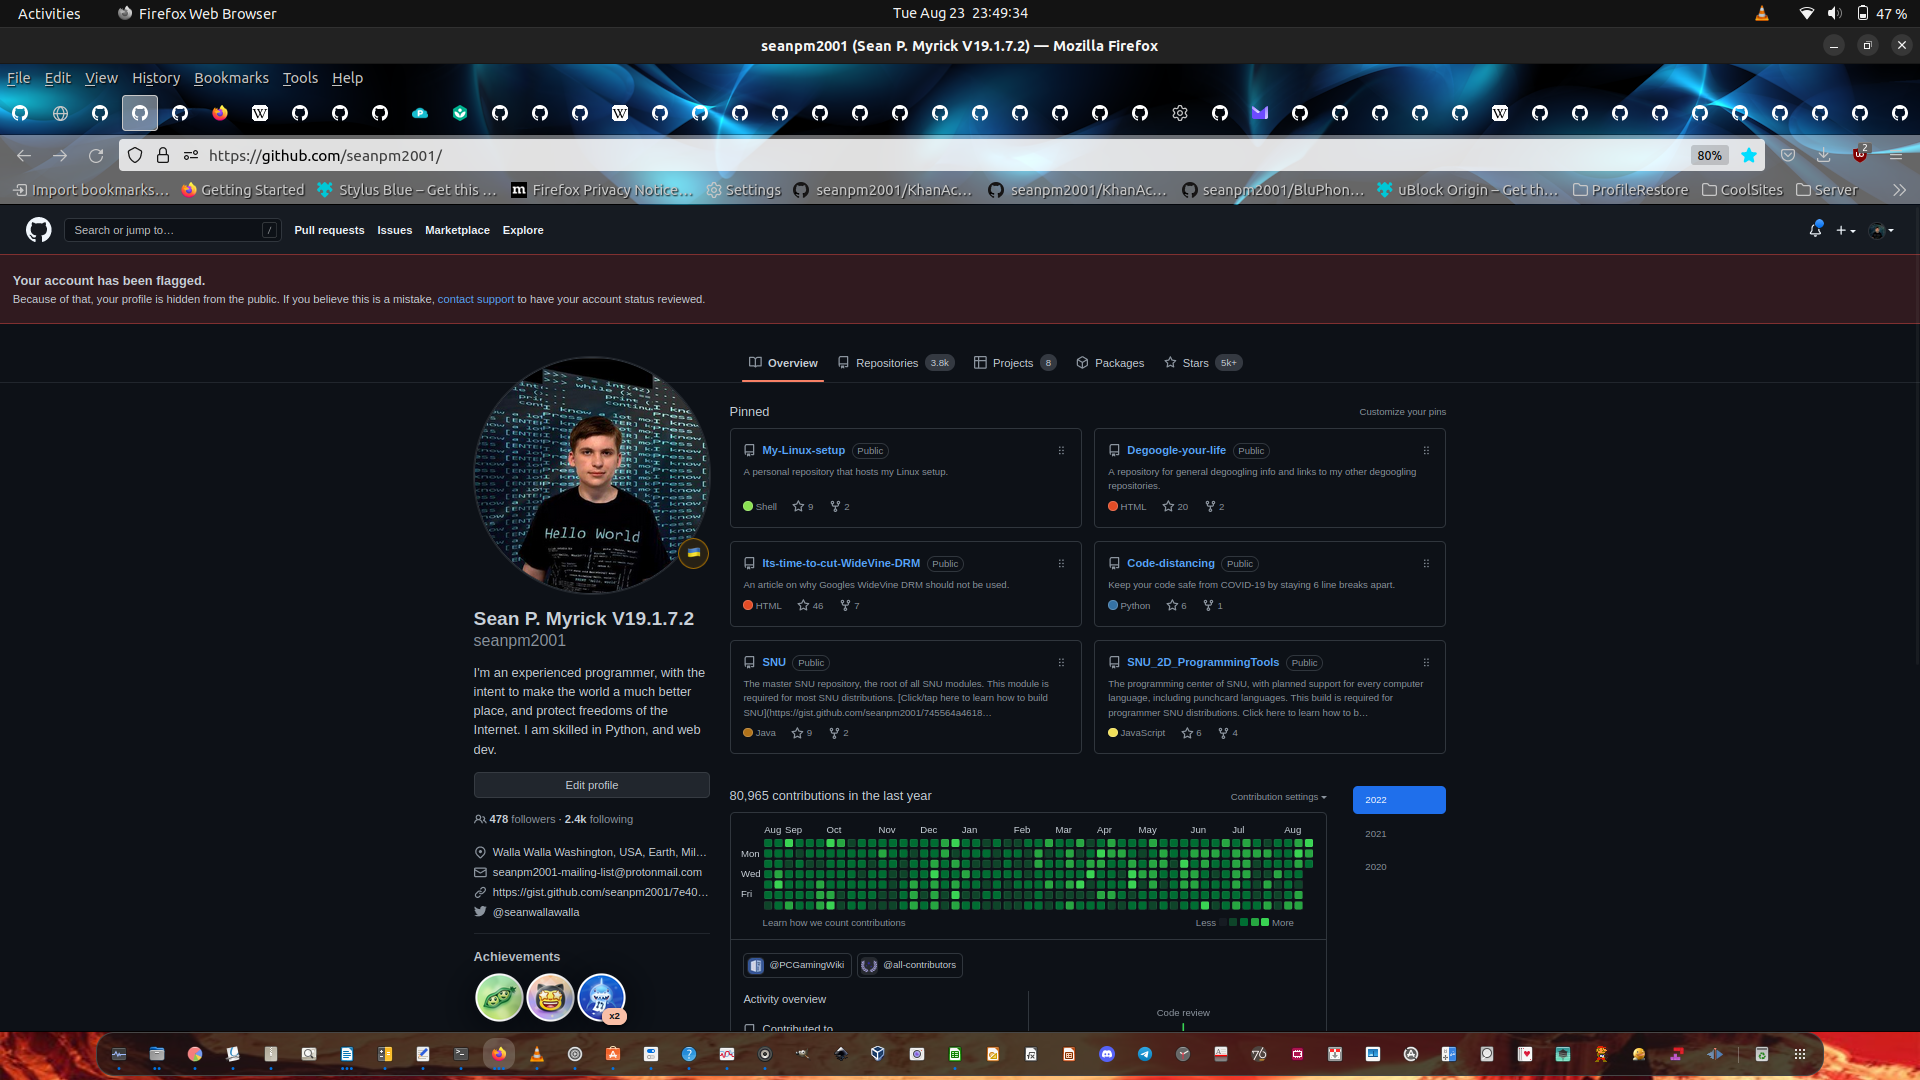 Activities
Firefox Web Browser
Tue Aug 23 23:49:34
47 %
seanpm2001 (Sean P. Myrick V19.1.7.2) — Mozilla Firefox
File Edit View History Bookmarks Tools Help
https://github.com/seanpm2001/
80%
2
Import bookmarks…
Getting Started
Stylus Blue – Get this …
Firefox Privacy Notice…
Settings
seanpm2001/KhanAc…
seanpm2001/KhanAc…
seanpm2001/BluPhon…
uBlock Origin – Get th…
ProfileRestore
CoolSites
Server
Search or jump to…
/
Pull requests
Issues
Marketplace
Explore
Your account has been flagged.
Because of that, your profile is hidden from the public. If you believe this is a mistake, contact support to have your account status reviewed.
Overview
Repositories 3.8k
Projects 8
Packages
Stars 5k+
Hello World
Sean P. Myrick V19.1.7.2
seanpm2001
I'm an experienced programmer, with the
intent to make the world a much better
place, and protect freedoms of the
Internet. I am skilled in Python, and web
dev.
Edit profile
478 followers · 2.4k following
Walla Walla Washington, USA, Earth, Mil…
seanpm2001-mailing-list@protonmail.com
https://gist.github.com/seanpm2001/7e40…
@seanwallawalla
Achievements
x2
Pinned
Customize your pins
My-Linux-setup Public
A personal repository that hosts my Linux setup.
Shell 9 2
Degoogle-your-life Public
A repository for general degoogling info and links to my other degoogling
repositories.
HTML 20 2
Its-time-to-cut-WideVine-DRM Public
An article on why Googles WideVine DRM should not be used.
HTML 46 7
Code-distancing Public
Keep your code safe from COVID-19 by staying 6 line breaks apart.
Python 6 1
SNU Public
The master SNU repository, the root of all SNU modules. This module is
required for most SNU distributions. [Click/tap here to learn how to build
SNU](https://gist.github.com/seanpm2001/745564a4618…
Java 9 2
SNU_2D_ProgrammingTools Public
The programming center of SNU, with planned support for every computer
language, including punchcard languages. This build is required for
programmer SNU distributions. Click here to learn how to b…
JavaScript 6 4
80,965 contributions in the last year
Contribution settings
2022
2021
2020
Aug Sep Oct Nov Dec Jan Feb Mar Apr May Jun Jul Aug
Mon
Wed
Fri
Learn how we count contributions
Less More
@PCGamingWiki
@all-contributors
Activity overview
Code review
Contributed to